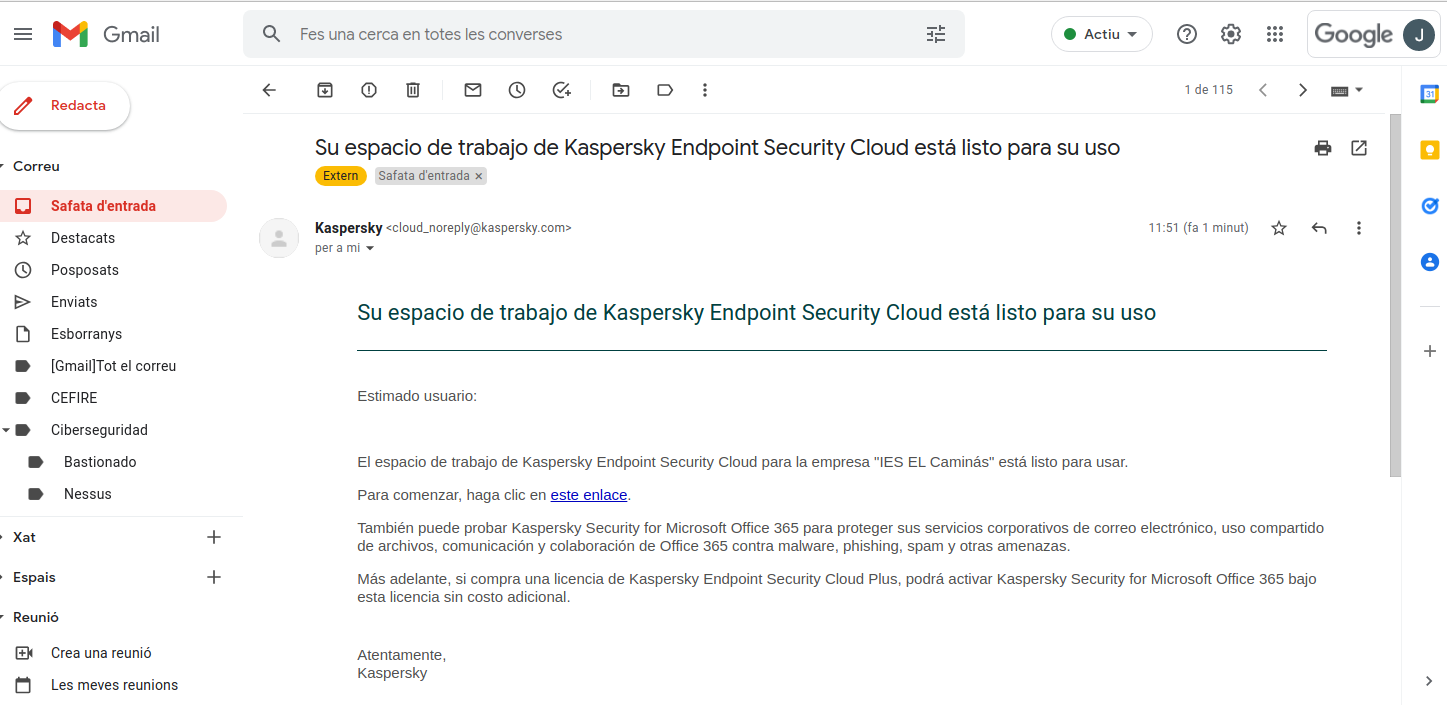 Gmail
Fes una cerca en totes les converses
Actiu
Google
J
Redacta
1 de 115
31
Correu
Safata d'entrada
Destacats
Posposats
Enviats
Esborranys
[Gmail]Tot el correu
CEFIRE
Ciberseguridad
Bastionado
Nessus
Xat
Espais
Reunió
Crea una reunió
Les meves reunions
Su espacio de trabajo de Kaspersky Endpoint Security Cloud está listo para su uso
Extern Safata d'entrada ×
Kaspersky <cloud_noreply@kaspersky.com> 11:51 (fa 1 minut)
per a mi
Su espacio de trabajo de Kaspersky Endpoint Security Cloud está listo para su uso
Estimado usuario:
El espacio de trabajo de Kaspersky Endpoint Security Cloud para la empresa "IES EL Caminás" está listo para usar.
Para comenzar, haga clic en este enlace.
También puede probar Kaspersky Security for Microsoft Office 365 para proteger sus servicios corporativos de correo electrónico, uso compartido
de archivos, comunicación y colaboración de Office 365 contra malware, phishing, spam y otras amenazas.
Más adelante, si compra una licencia de Kaspersky Endpoint Security Cloud Plus, podrá activar Kaspersky Security for Microsoft Office 365 bajo
esta licencia sin costo adicional.
Atentamente,
Kaspersky